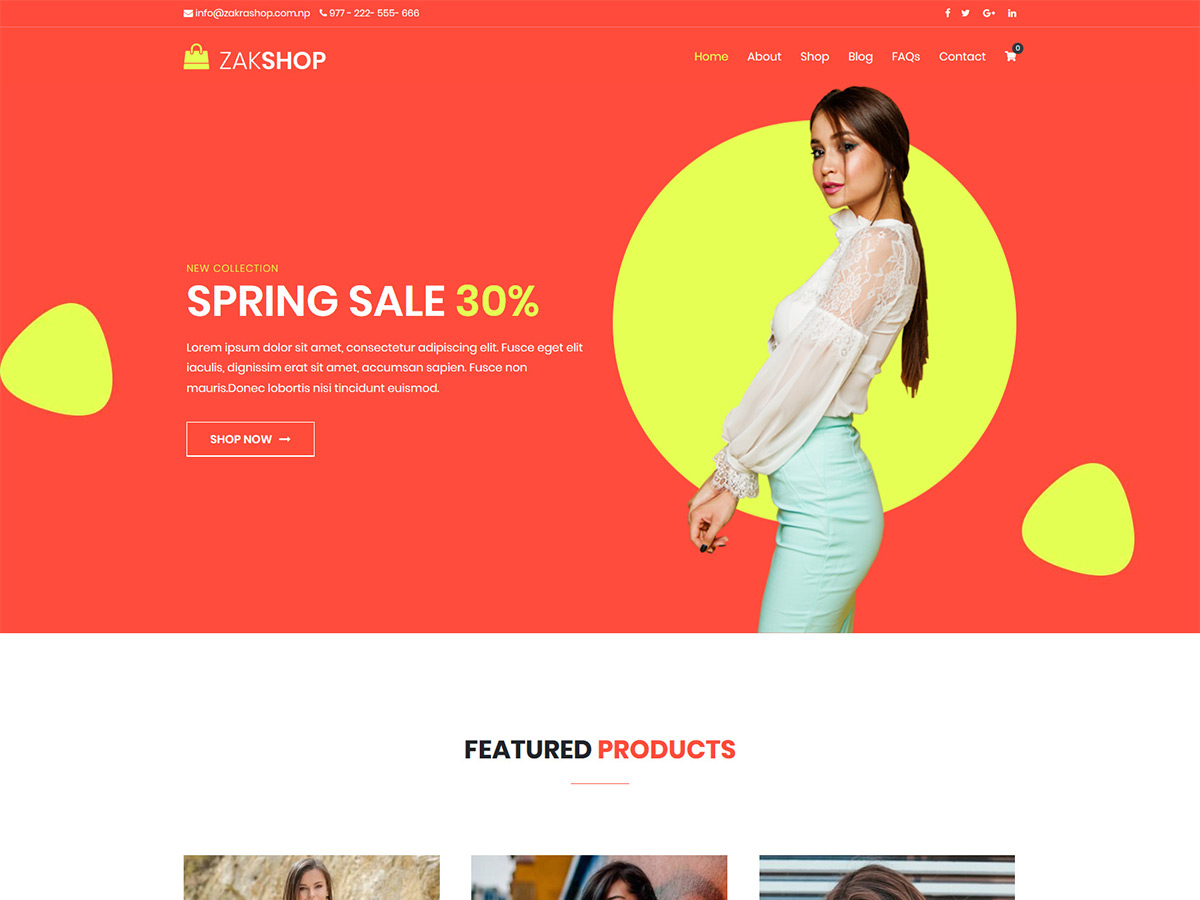 info@zakrashop.com.np 977 - 222- 555- 666
G+ in
ZAKSHOP
Home About Shop Blog FAQs Contact 0
NEW COLLECTION
SPRING SALE 30%
Lorem ipsum dolor sit amet, consectetur adipiscing elit. Fusce eget elit
iaculis, dignissim erat sit amet, accumsan sapien. Fusce non
mauris.Donec lobortis nisi tincidunt euismod.
SHOP NOW
FEATURED PRODUCTS